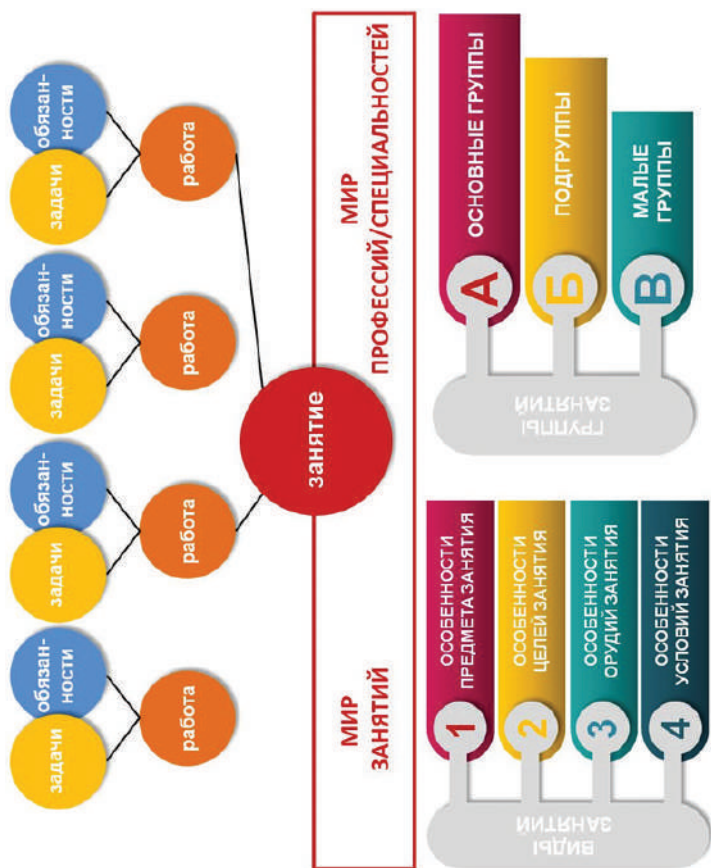 задачи
обязан-
ности
работа
задачи
обязан-
ности
работа
задачи
обязан-
ности
работа
задачи
обязан-
ности
работа
занятие
МИР
ЗАНЯТИЙ
МИР
ПРОФЕССИЙ/СПЕЦИАЛЬНОСТЕЙ
ВИДЫ
ЗАНЯТИЙ
1
ОСОБЕННОСТИ
ПРЕДМЕТА ЗАНЯТИЯ
2
ОСОБЕННОСТИ
ЦЕЛЕЙ ЗАНЯТИЯ
3
ОСОБЕННОСТИ
ОРУДИЙ ЗАНЯТИЯ
4
ОСОБЕННОСТИ
УСЛОВИЙ ЗАНЯТИЯ
ГРУППЫ
ЗАНЯТИЙ
А
ОСНОВНЫЕ ГРУППЫ
Б
ПОДГРУППЫ
В
МАЛЫЕ
ГРУППЫ